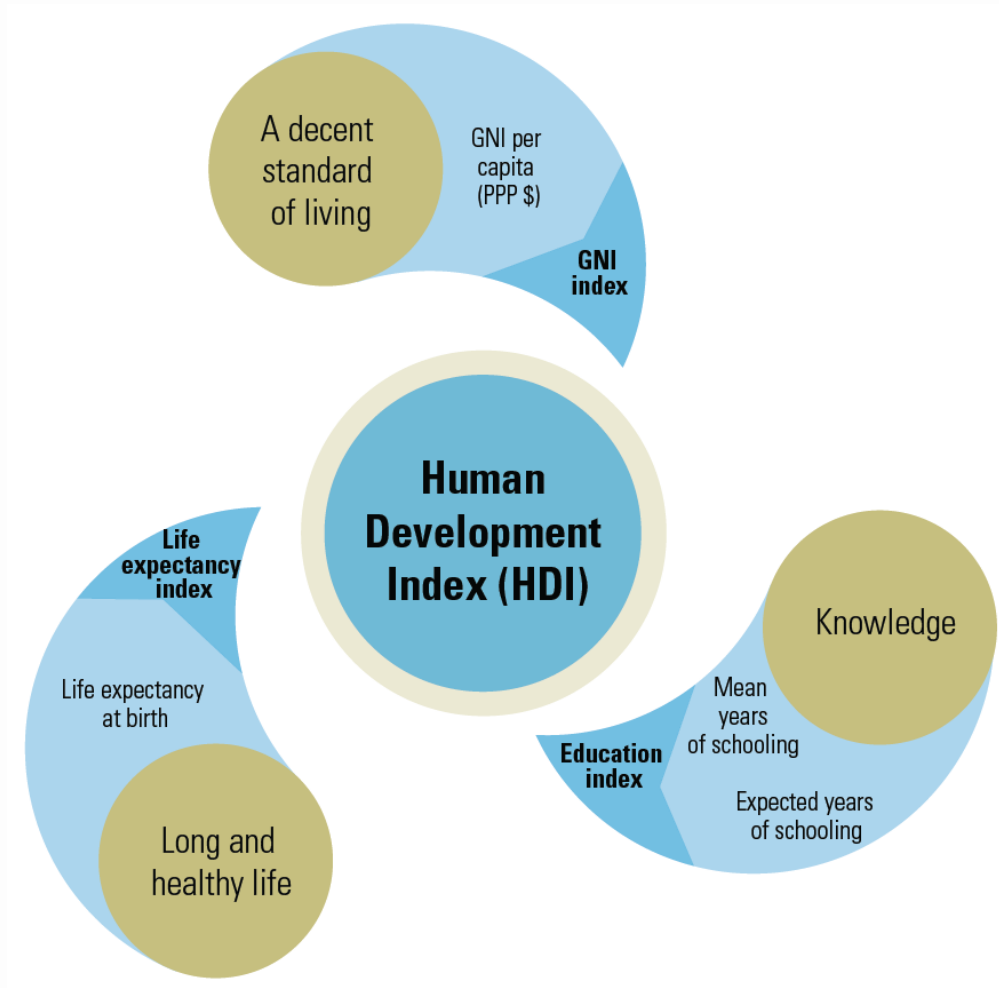 A decent
standard
of living
GNI per
capita
(PPP $)
GNI
index
Human
Development
Index (HDI)
Life
expectancy
index
Life expectancy
at birth
Long and
healthy life
Knowledge
Mean
years
of schooling
Education
index
Expected years
of schooling